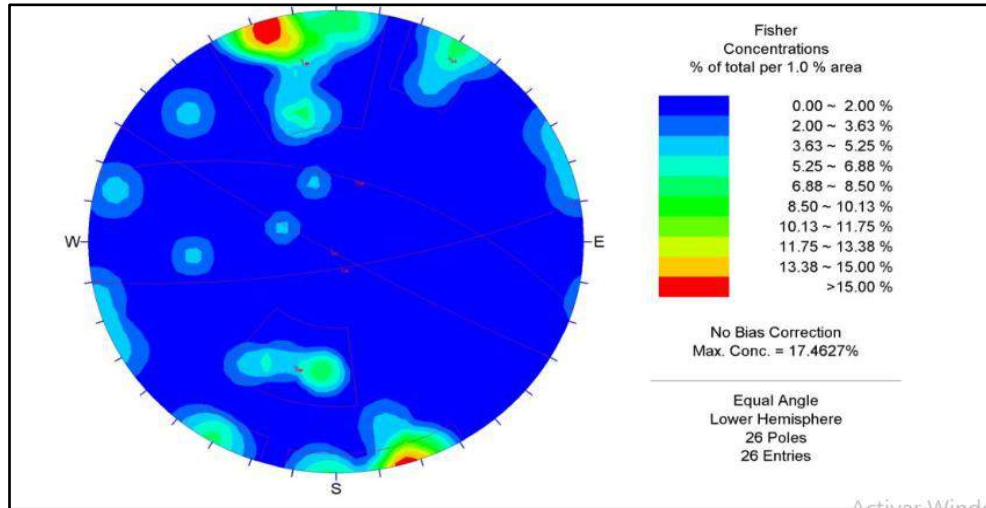 Fisher
Concentrations
% of total per 1.0 % area
0.00 ~ 2.00 %
2.00 ~ 3.63 %
3.63 ~ 5.25 %
5.25 ~ 6.88 %
6.88 ~ 8.50 %
8.50 ~ 10.13 %
10.13 ~ 11.75 %
11.75 ~ 13.38 %
13.38 ~ 15.00 %
>15.00 %
No Bias Correction
Max. Conc. = 17.4627%
Equal Angle
Lower Hemisphere
26 Poles
26 Entries
W
E
S
Activar Windo